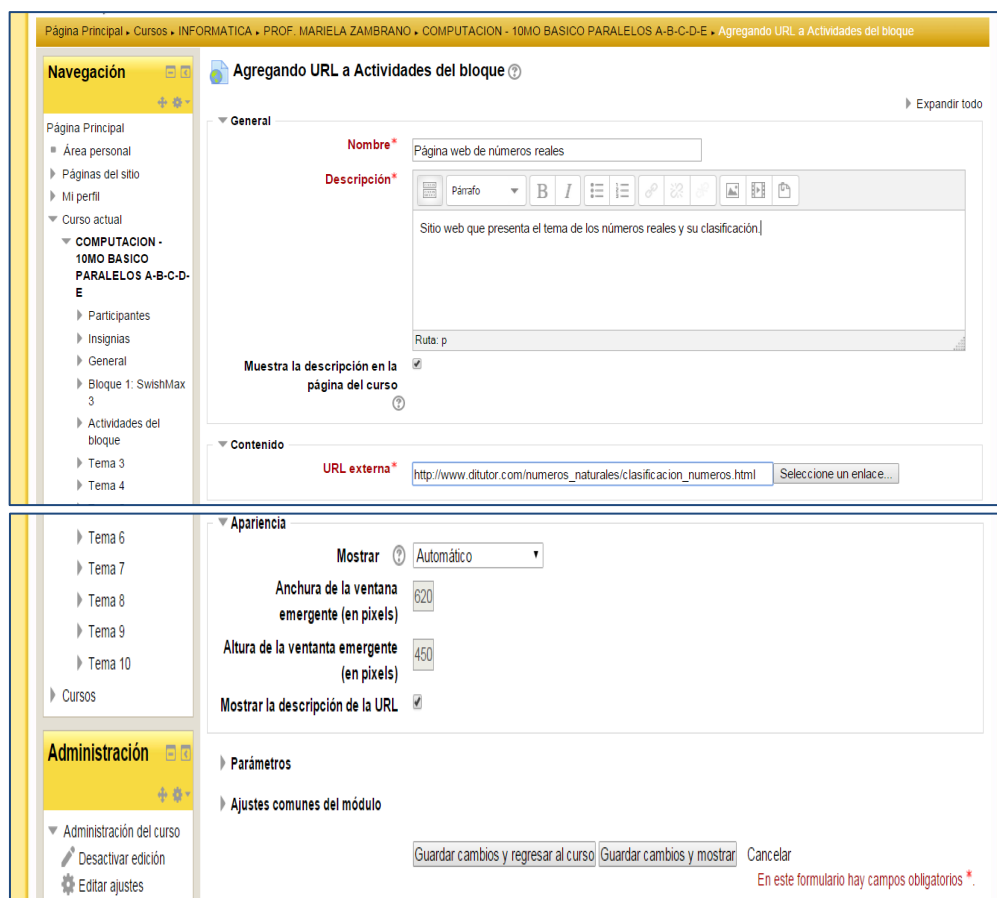 Página Principal ▸ Cursos ▸ INFORMATICA ▸ PROF. MARIELA ZAMBRANO ▸ COMPUTACION - 10MO BASICO PARALELOS A-B-C-D-E ▸ Agregando URL a Actividades del bloque
Navegación
Página Principal
Área personal
Páginas del sitio
Mi perfil
Curso actual
COMPUTACION -
10MO BASICO
PARALELOS A-B-C-D-
E
Participantes
Insignias
General
Bloque 1: SwishMax
3
Actividades del
bloque
Tema 3
Tema 4
Agregando URL a Actividades del bloque
Expandir todo
General
Nombre* Página web de números reales
Descripción*
Párrafo B I
Sitio web que presenta el tema de los números reales y su clasificación.
Ruta: p
Muestra la descripción en la
página del curso
Contenido
URL externa* http://www.ditutor.com/numeros_naturales/clasificacion_numeros.html Seleccione un enlace...
Tema 6
Tema 7
Tema 8
Tema 9
Tema 10
Cursos
Administración
Administración del curso
Desactivar edición
Editar ajustes
Apariencia
Mostrar Automático
Anchura de la ventana
emergente (en pixels)
620
Altura de la ventanta emergente
(en pixels)
450
Mostrar la descripción de la URL
Parámetros
Ajustes comunes del módulo
Guardar cambios y regresar al curso Guardar cambios y mostrar Cancelar
En este formulario hay campos obligatorios *.